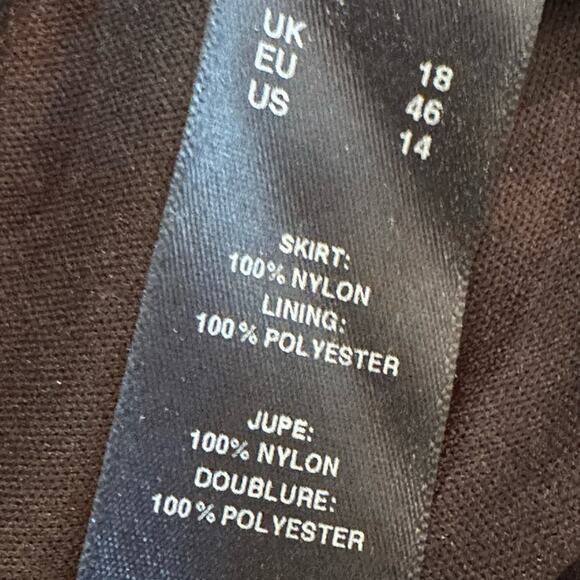 UK 18
EU 46
US 14
SKIRT:
100% NYLON
LINING:
100% POLYESTER
JUPE:
100% NYLON
DOUBLURE:
100% POLYESTER